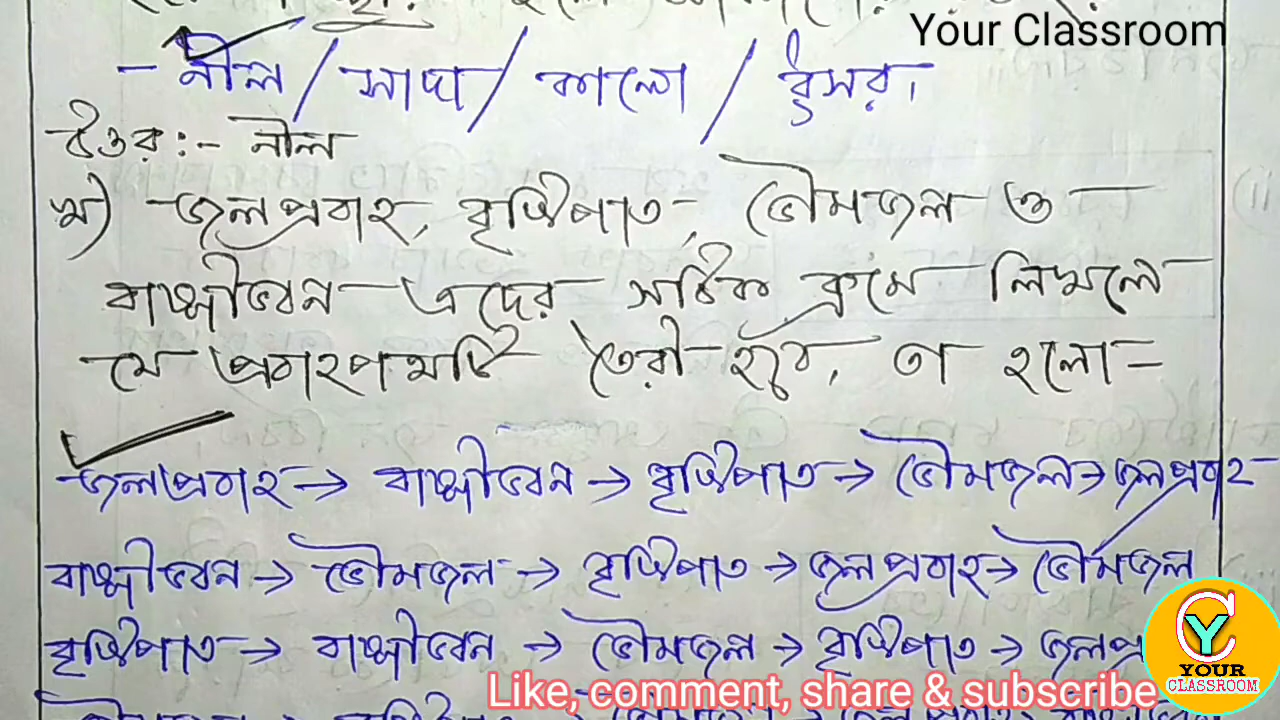 Your Classroom
- নীল / সাদা / কালো / ধূসর।
উত্তর:- নীল
খ) জলপ্রবাহ, বৃষ্টিপাত, ভৌমজল ও
বাষ্পীভবন এদের সঠিক ক্রমে লিখলে
যে প্রবাহপথটি তৈরী হবে, তা হলো-
জলপ্রবাহ → বাষ্পীভবন → বৃষ্টিপাত → ভৌমজল → জলপ্রবাহ
বাষ্পীভবন → ভৌমজল → বৃষ্টিপাত → জলপ্রবাহ → ভৌমজল
বৃষ্টিপাত → বাষ্পীভবন → ভৌমজল → বৃষ্টিপাত → জলপ্র
Like, comment, share & subscribe
YOUR
CLASSROOM